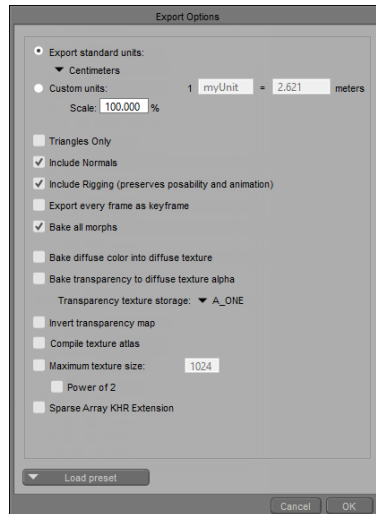 Export Options
Export standard units:
Centimeters
Custom units: 1 myUnit = 2.621 meters
Scale: 100.000 %
Triangles Only
Include Normals
Include Rigging (preserves posability and animation)
Export every frame as keyframe
Bake all morphs
Bake diffuse color into diffuse texture
Bake transparency to diffuse texture alpha
Transparency texture storage: A_ONE
Invert transparency map
Compile texture atlas
Maximum texture size: 1024
Power of 2
Sparse Array KHR Extension
Load preset
Cancel OK